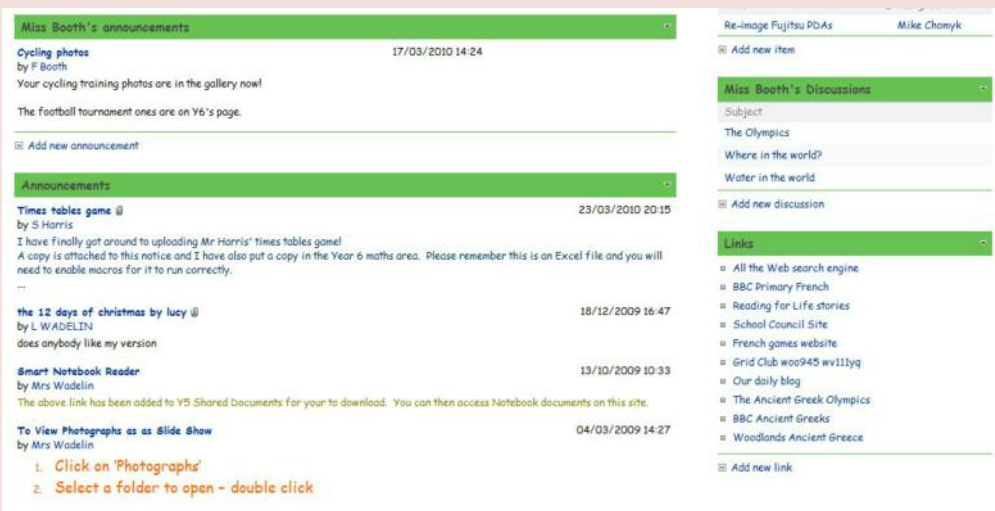 Miss Booth's announcements
Cycling photos 17/03/2010 14:24
by F Booth
Your cycling training photos are in the gallery now!
The football tournament ones are on Y6's page.
Add new announcement
Announcements
Times tables game 23/03/2010 20:15
by S Harris
I have finally got around to uploading Mr Harris' times tables game!
A copy is attached to this notice and I have also put a copy in the Year 6 maths area. Please remember this is an Excel file and you will
need to enable macros for it to run correctly.
...
the 12 days of christmas by lucy 18/12/2009 16:47
by L WADELIN
does anybody like my version
Smart Notebook Reader 13/10/2009 10:33
by Mrs Wadelin
The above link has been added to Y5 Shared Documents for your to download. You can then access Notebook documents on this site.
To View Photographs as as Slide Show 04/03/2009 14:27
by Mrs Wadelin
1. Click on 'Photographs'
2. Select a folder to open - double click
Re-image Fujitsu PDAs Mike Chomyk
Add new item
Miss Booth's Discussions
Subject
The Olympics
Where in the world?
Water in the world
Add new discussion
Links
All the Web search engine
BBC Primary French
Reading for Life stories
School Council Site
French games website
Grid Club woo945 wv111yq
Our daily blog
The Ancient Greek Olympics
BBC Ancient Greeks
Woodlands Ancient Greece
Add new link